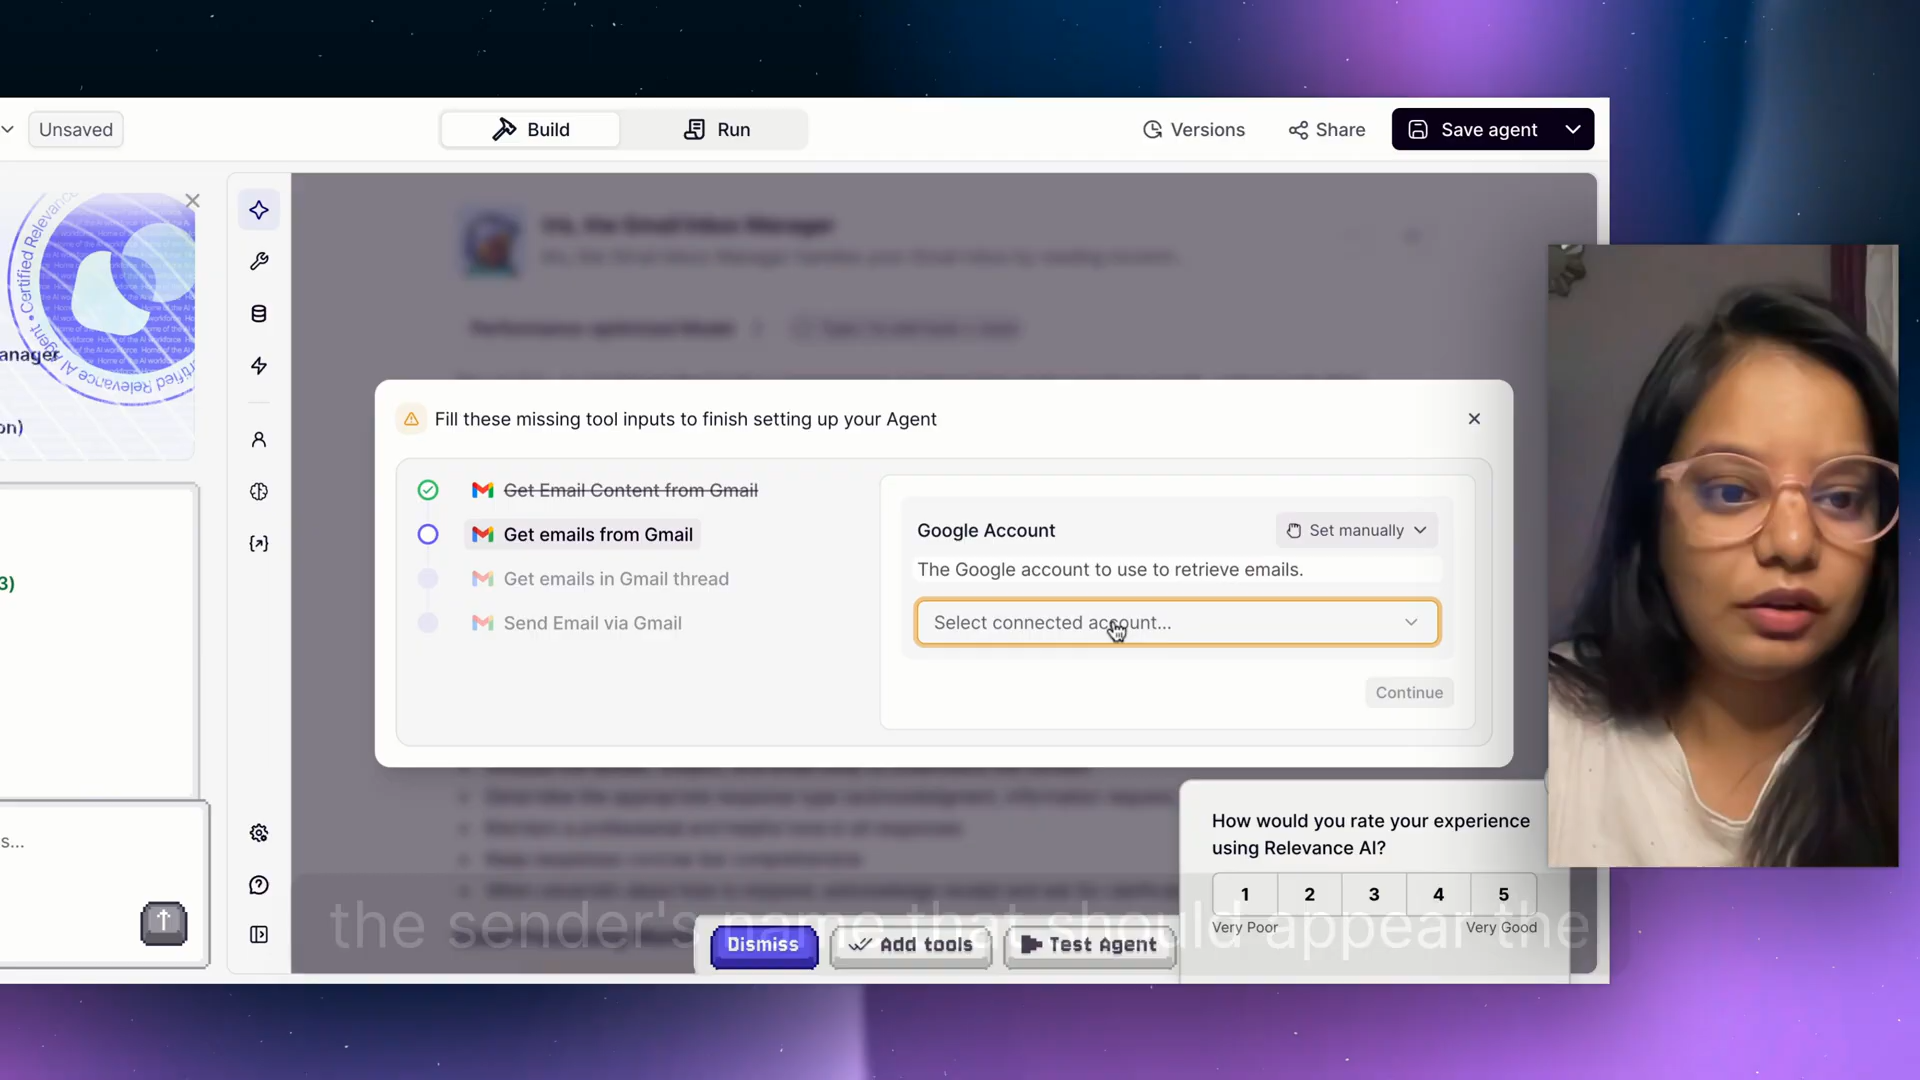 Unsaved
Build
Run
Versions
Share
Save agent
Certified Relevance AI Agent
anager
on)
3)
s...
Fill these missing tool inputs to finish setting up your Agent
Get Email Content from Gmail
Get emails from Gmail
Get emails in Gmail thread
Send Email via Gmail
Google Account
Set manually
The Google account to use to retrieve emails.
Select connected account...
Continue
How would you rate your experience
using Relevance AI?
1 2 3 4 5
Very Poor Very Good
the sender's name that should appear the
Dismiss
Add tools
Test Agent